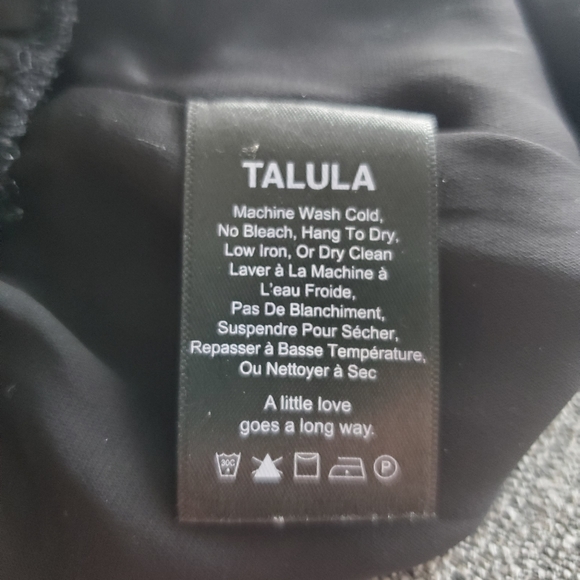 TALULA
Machine Wash Cold,
No Bleach, Hang To Dry,
Low Iron, Or Dry Clean
Laver à La Machine à
L'eau Froide,
Pas De Blanchiment,
Suspendre Pour Sécher,
Repasser à Basse Température,
Ou Nettoyer à Sec
A little love
goes a long way.
30C P